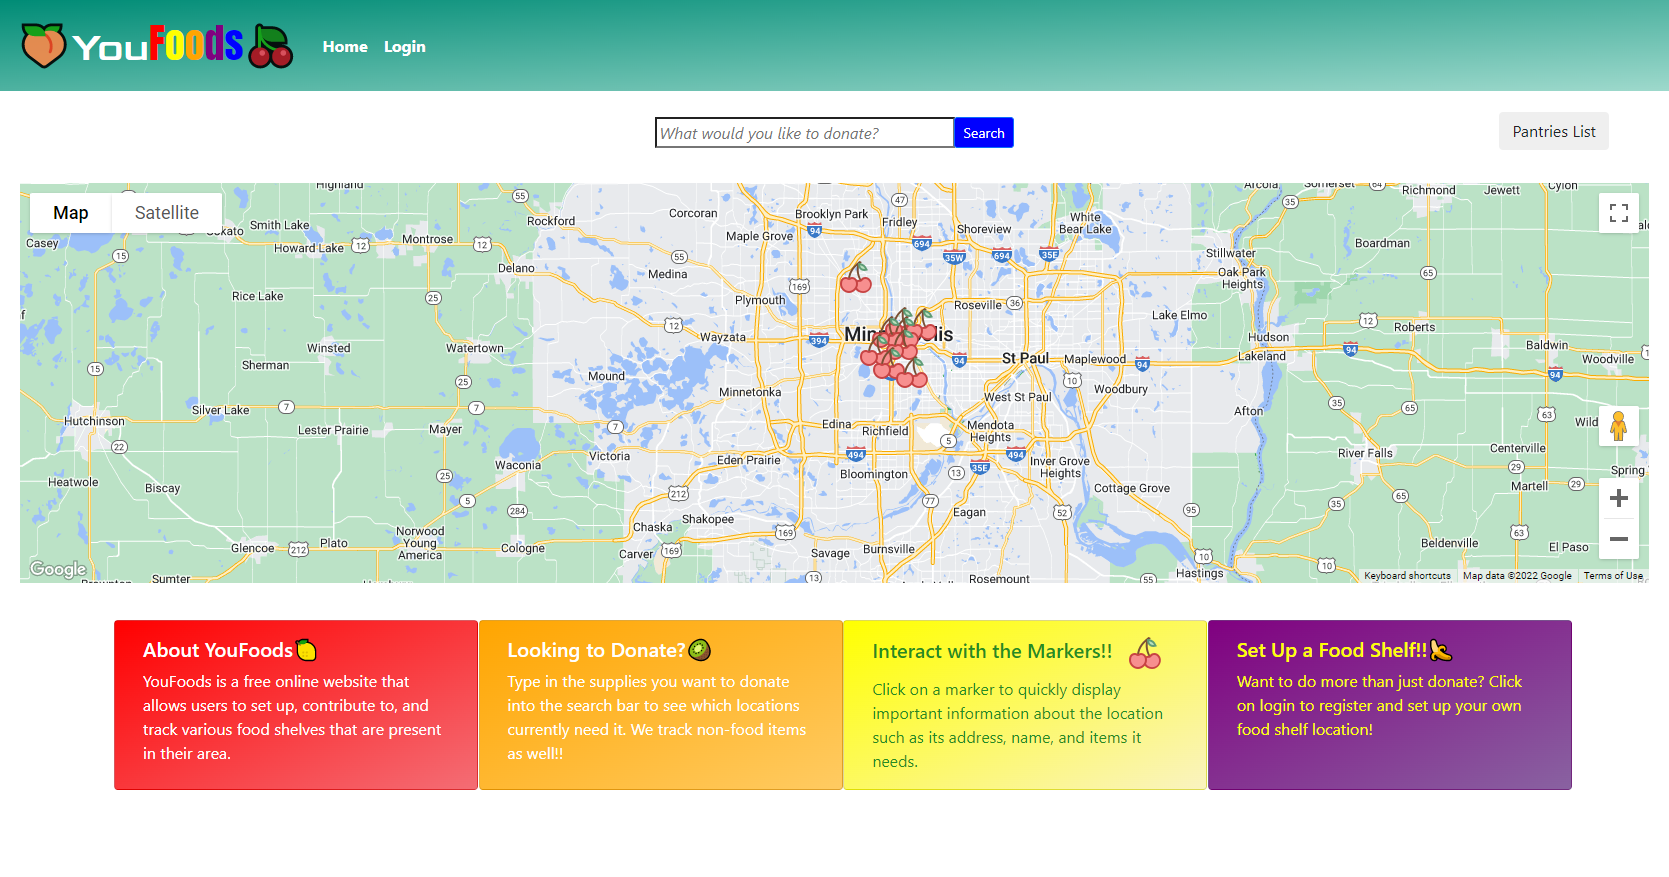 YouFoods
Home Login
What would you like to donate? Search
Pantries List
Map Satellite
Highland
Casey
Cokato
Smith Lake
Howard Lake
Montrose
Delano
Rockford
Corcoran
Medina
Maple Grove
Brooklyn Park
Fridley
Shoreview
White
Bear Lake
Arcola
Somerset
Richmond
Jewett
Cylon
Stillwater
Boardman
Oak Park
Heights
Rice Lake
Plymouth
Roseville
Lake Elmo
Roberts
Hudson
Baldwin
Woodville
Winsted
Watertown
Wayzata
Minneapolis
St Paul
Maplewood
Lakeland
Sherman
Mound
Minnetonka
Woodbury
West St Paul
Afton
Silver Lake
Hutchinson
Lester Prairie
Mayer
Edina
Richfield
Mendota
Heights
Victoria
Eden Prairie
Bloomington
Inver Grove
Heights
Waconia
River Falls
Centerville
Wild
Spring
Martell
Heatwole
Biscay
Cottage Grove
Chaska
Shakopee
Eagan
Norwood
Young
America
Glencoe
Plato
Cologne
Carver
Savage
Burnsville
Beldenville
El Paso
Hastings
Rosemount
Brownton
Sumter
Google
Keyboard shortcuts Map data ©2022 Google Terms of Use
About YouFoods
YouFoods is a free online website that
allows users to set up, contribute to, and
track various food shelves that are present
in their area.
Looking to Donate?
Type in the supplies you want to donate
into the search bar to see which locations
currently need it. We track non-food items
as well!!
Interact with the Markers!!
Click on a marker to quickly display
important information about the location
such as its address, name, and items it
needs.
Set Up a Food Shelf!!
Want to do more than just donate? Click
on login to register and set up your own
food shelf location!